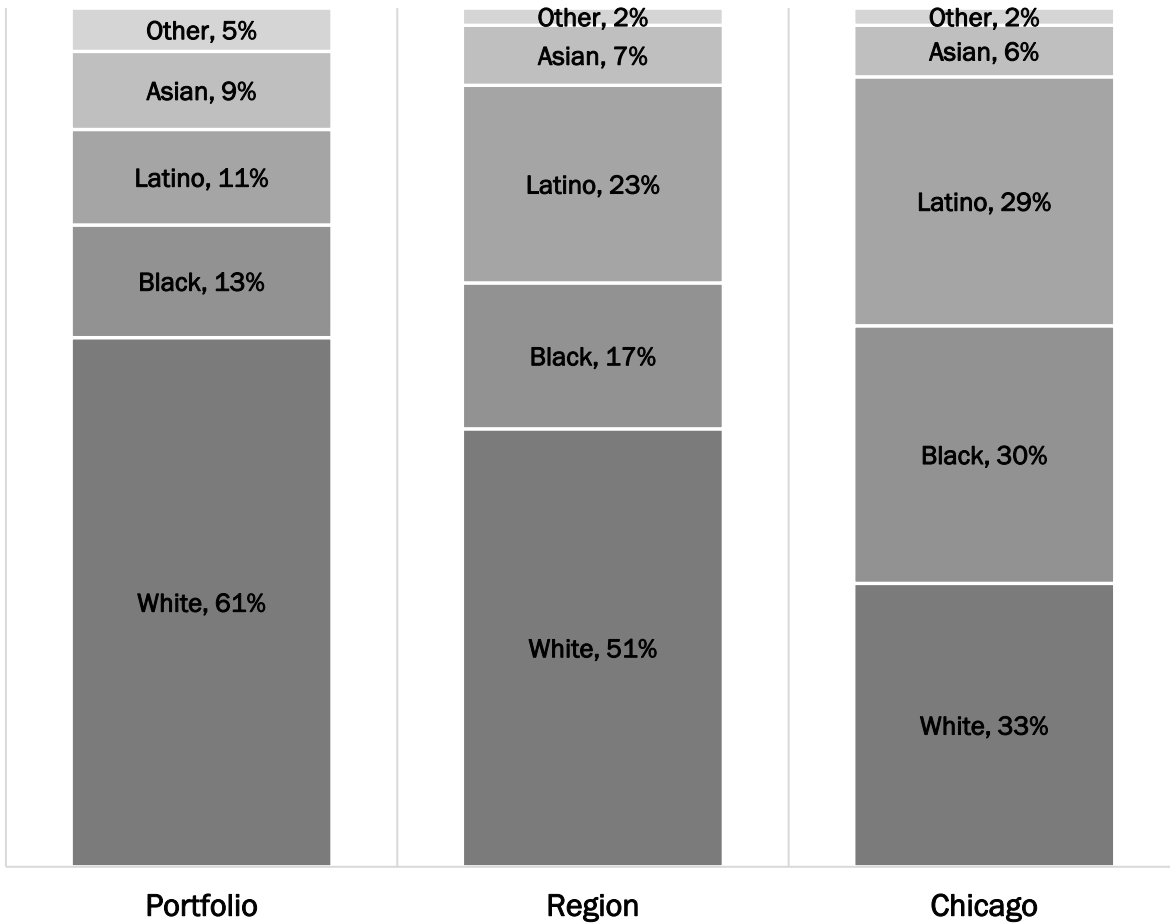 Other, 5%
Asian, 9%
Latino, 11%
Black, 13%
White, 61%
Portfolio
Other, 2%
Asian, 7%
Latino, 23%
Black, 17%
White, 51%
Region
Other, 2%
Asian, 6%
Latino, 29%
Black, 30%
White, 33%
Chicago